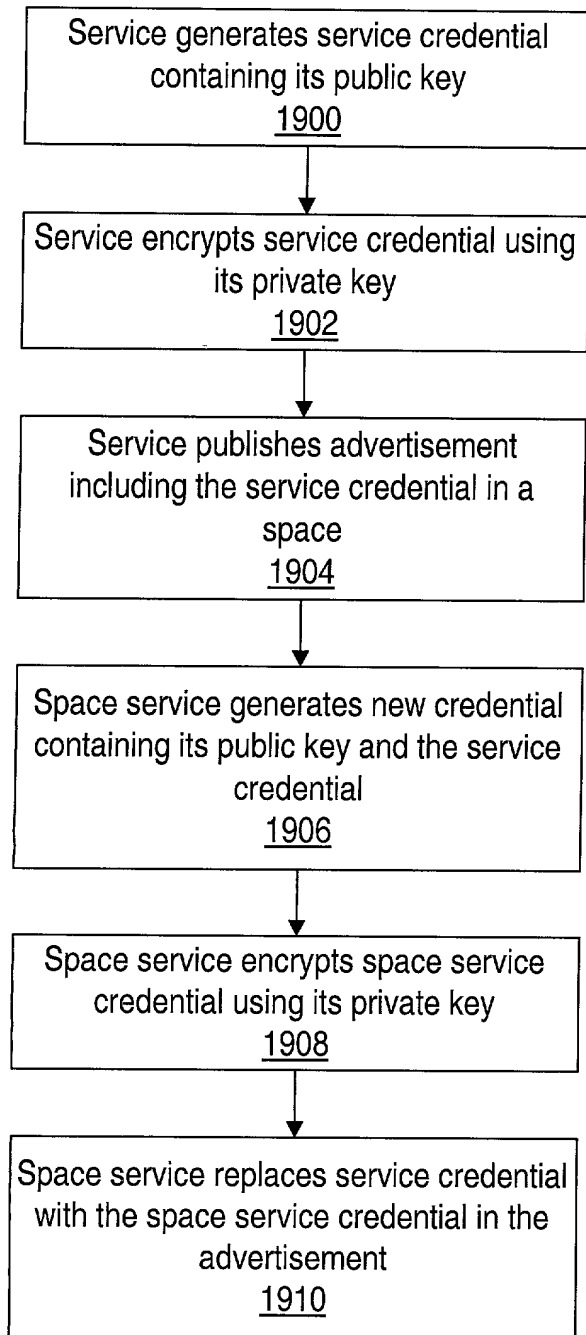 Service generates service credential
containing its public key
1900
Service encrypts service credential using
its private key
1902
Service publishes advertisement
including the service credential in a
space
1904
Space service generates new credential
containing its public key and the service
credential
1906
Space service encrypts space service
credential using its private key
1908
Space service replaces service credential
with the space service credential in the
advertisement
1910